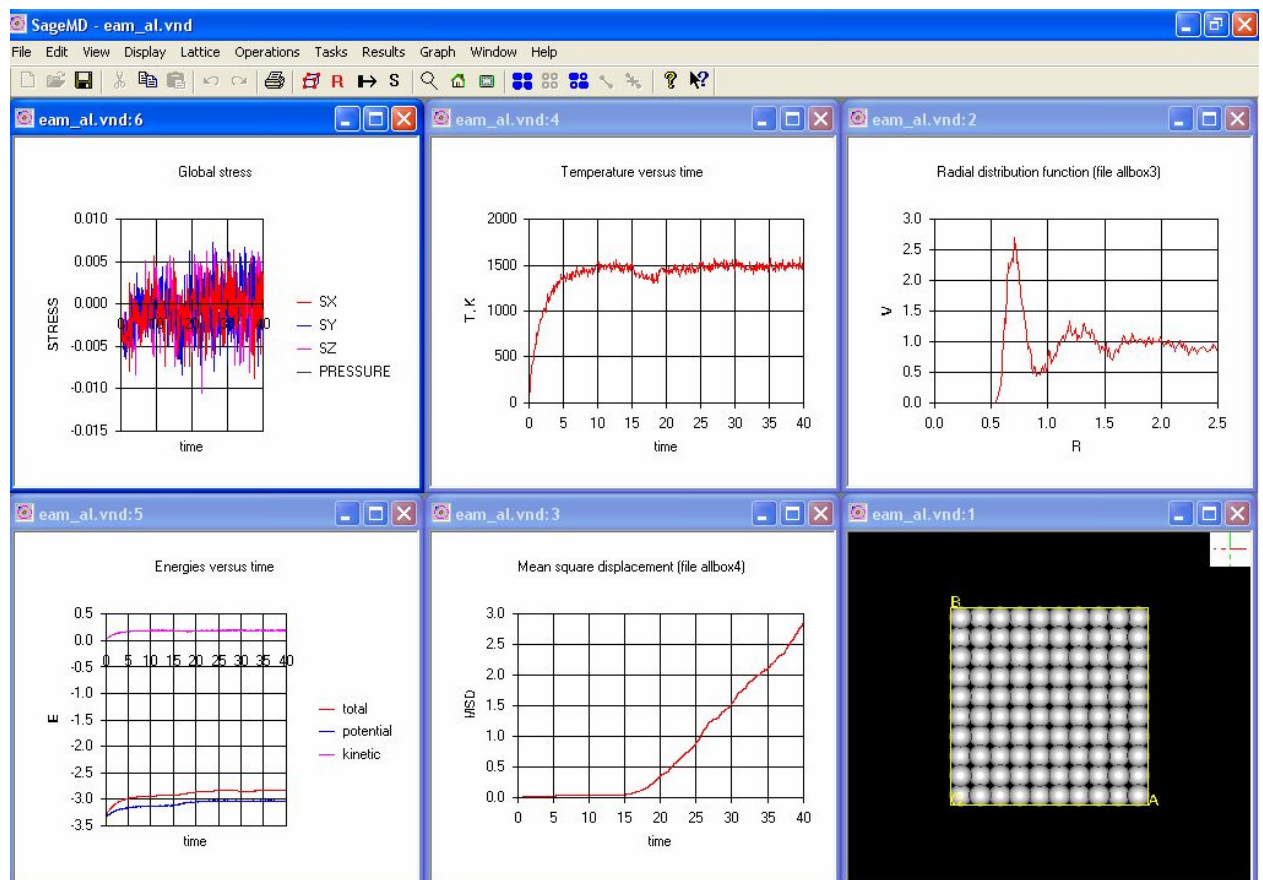 SageMD - eam_al.vnd
File Edit View Display Lattice Operations Tasks Results Graph Window Help
R S
eam_al.vnd:6
Global stress
0.010
0.005
0.000
-0.005
-0.010
-0.015
STRESS
0 10 20 30 40
time
SX
SY
SZ
PRESSURE
eam_al.vnd:4
Temperature versus time
2000
1500
1000
500
0
T, K
0 5 10 15 20 25 30 35 40
time
eam_al.vnd:2
Radial distribution function (file allbox3)
3.0
2.5
2.0
1.5
1.0
0.5
0.0
V
0.0 0.5 1.0 1.5 2.0 2.5
R
eam_al.vnd:5
Energies versus time
0.5
0.0
-0.5
-1.0
-1.5
-2.0
-2.5
-3.0
-3.5
E
0 5 10 15 20 25 30 35 40
time
total
potential
kinetic
eam_al.vnd:3
Mean square displacement (file allbox4)
3.0
2.5
2.0
1.5
1.0
0.5
0.0
MSD
0 5 10 15 20 25 30 35 40
time
eam_al.vnd:1
B
C A